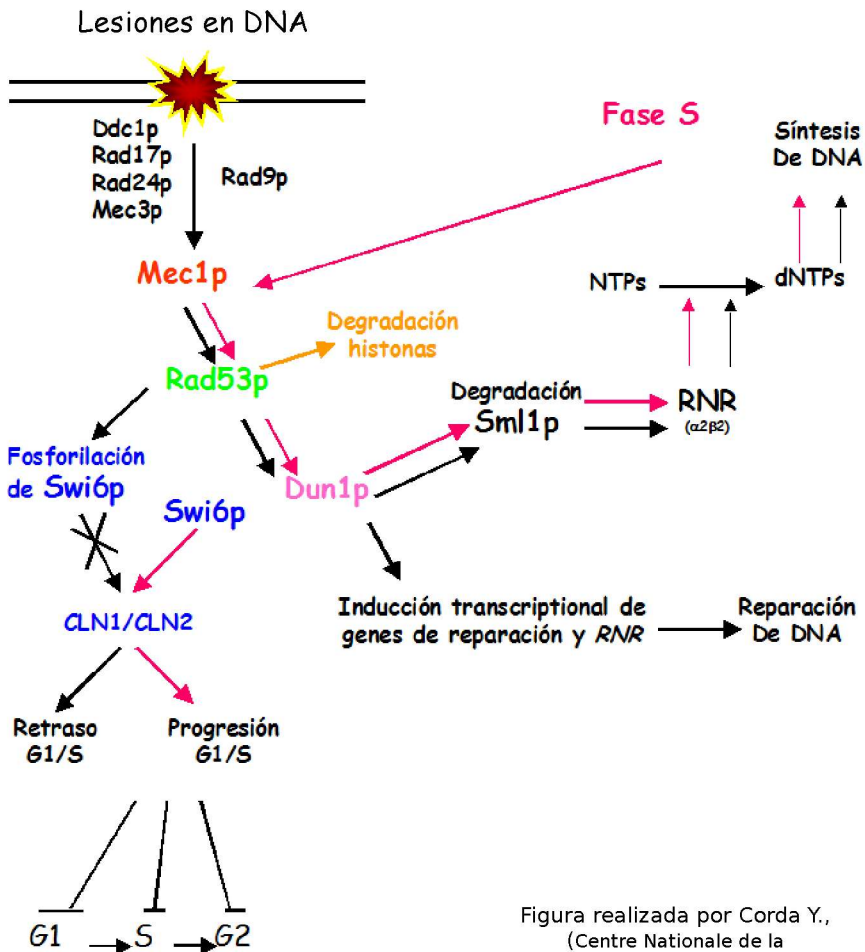 Lesiones en DNA
Ddc1p
Rad17p
Rad24p
Mec3p
Rad9p
Fase S
Síntesis
De DNA
Mec1p
NTPs
dNTPs
Degradación
histonas
Rad53p
Degradación
Sml1p
RNR
(α2β2)
Fosforilación
de Swi6p
Swi6p
Dun1p
CLN1/CLN2
Inducción transcriptional de
genes de reparación y RNR
Reparación
De DNA
Retraso
G1/S
Progresión
G1/S
G1
S
G2
Figura realizada por Corda Y.,
(Centre Nationale de la